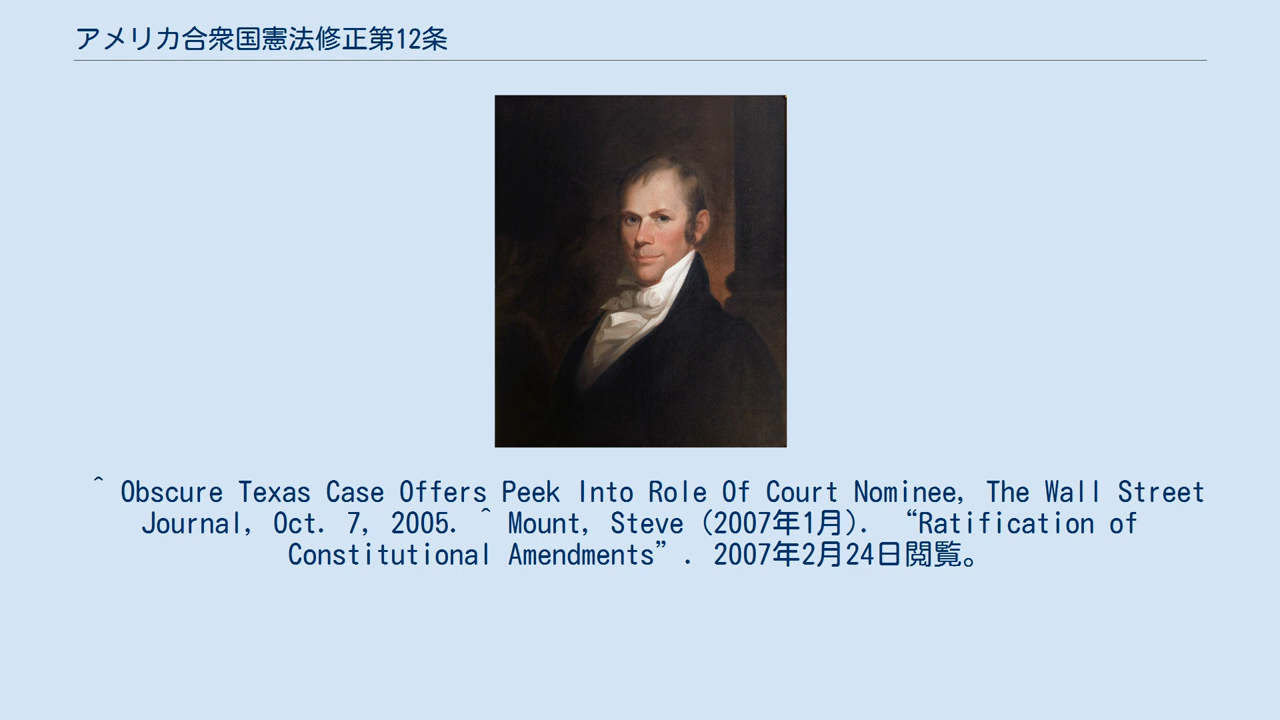 アメリカ合衆国憲法修正第12条
^ Obscure Texas Case Offers Peek Into Role Of Court Nominee, The Wall Street
Journal, Oct. 7, 2005. ^ Mount, Steve (2007年1月). “Ratification of
Constitutional Amendments”. 2007年2月24日閲覧。